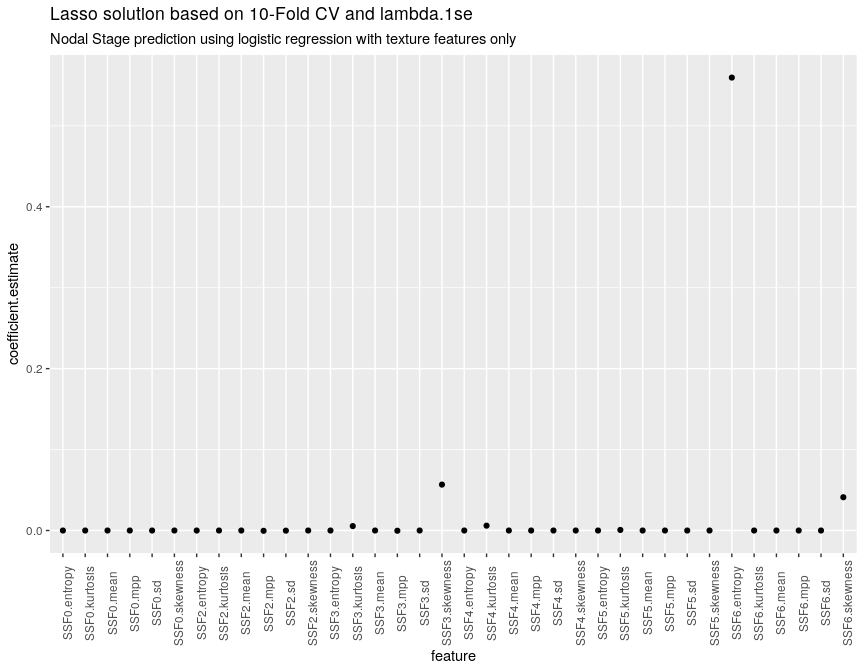 Lasso solution based on 10-Fold CV and lambda.1se
Nodal Stage prediction using logistic regression with texture features only
coefficient.estimate
0.4
0.2
0.0
SSF0.entropy
SSF0.kurtosis
SSF0.mean
SSF0.mpp
SSF0.sd
SSF0.skewness
SSF2.entropy
SSF2.kurtosis
SSF2.mean
SSF2.mpp
SSF2.sd
SSF2.skewness
SSF3.entropy
SSF3.kurtosis
SSF3.mean
SSF3.mpp
SSF3.sd
SSF3.skewness
SSF4.entropy
SSF4.kurtosis
SSF4.mean
SSF4.mpp
SSF4.sd
SSF4.skewness
SSF5.entropy
SSF5.kurtosis
SSF5.mean
SSF5.mpp
SSF5.sd
SSF5.skewness
SSF6.entropy
SSF6.kurtosis
SSF6.mean
SSF6.mpp
SSF6.sd
SSF6.skewness
feature